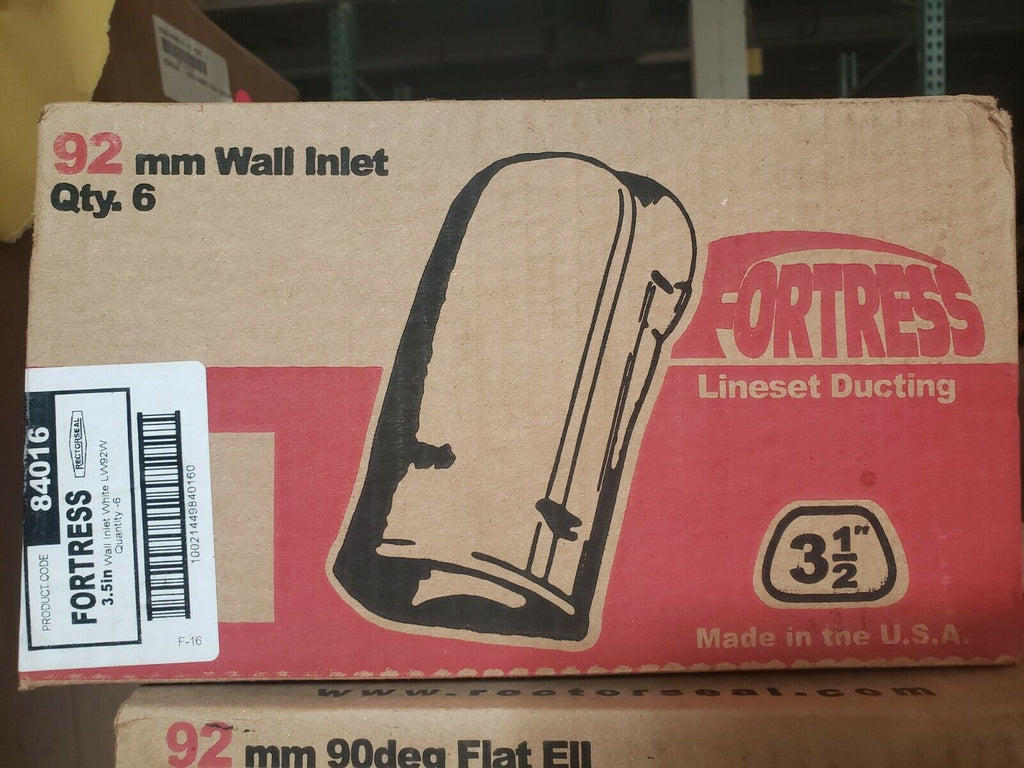 92 mm Wall Inlet
Qty. 6
FORTRESS
Lineset Ducting
3 1/2"
Made in the U.S.A.
PRODUCT CODE
84016
FORTRESS
RECTORSEAL
3.5in Wall Inlet White LW92W
Quantity -6
10021449840160
F-16
www.rectorseal.com
92 mm 90deg Flat Ell